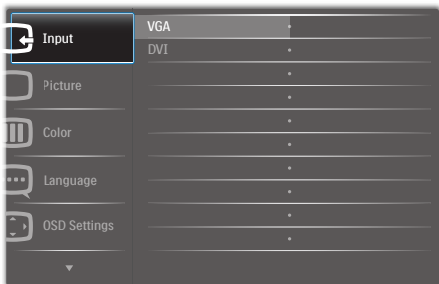 Input
VGA
DVI
Picture
Color
Language
OSD Settings